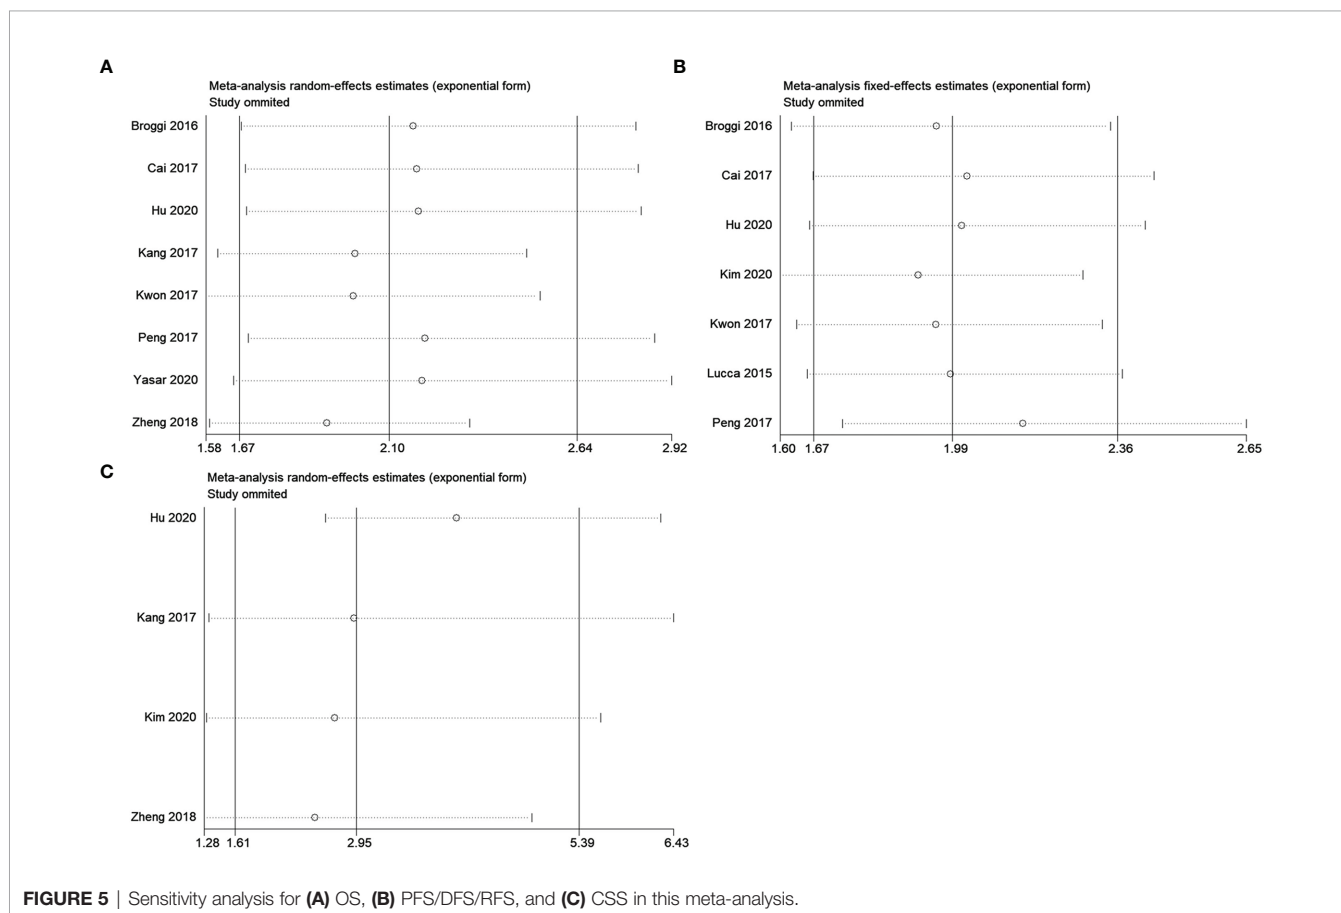 A
Meta-analysis random-effects estimates (exponential form)
Study ommited
Broggi 2016
Cai 2017
Hu 2020
Kang 2017
Kwon 2017
Peng 2017
Yasar 2020
Zheng 2018
1.58 1.67 2.10 2.64 2.92
B
Meta-analysis fixed-effects estimates (exponential form)
Study ommited
Broggi 2016
Cai 2017
Hu 2020
Kim 2020
Kwon 2017
Lucca 2015
Peng 2017
1.60 1.67 1.99 2.36 2.65
C
Meta-analysis random-effects estimates (exponential form)
Study ommited
Hu 2020
Kang 2017
Kim 2020
Zheng 2018
1.28 1.61 2.95 5.39 6.43
FIGURE 5 | Sensitivity analysis for (A) OS, (B) PFS/DFS/RFS, and (C) CSS in this meta-analysis.